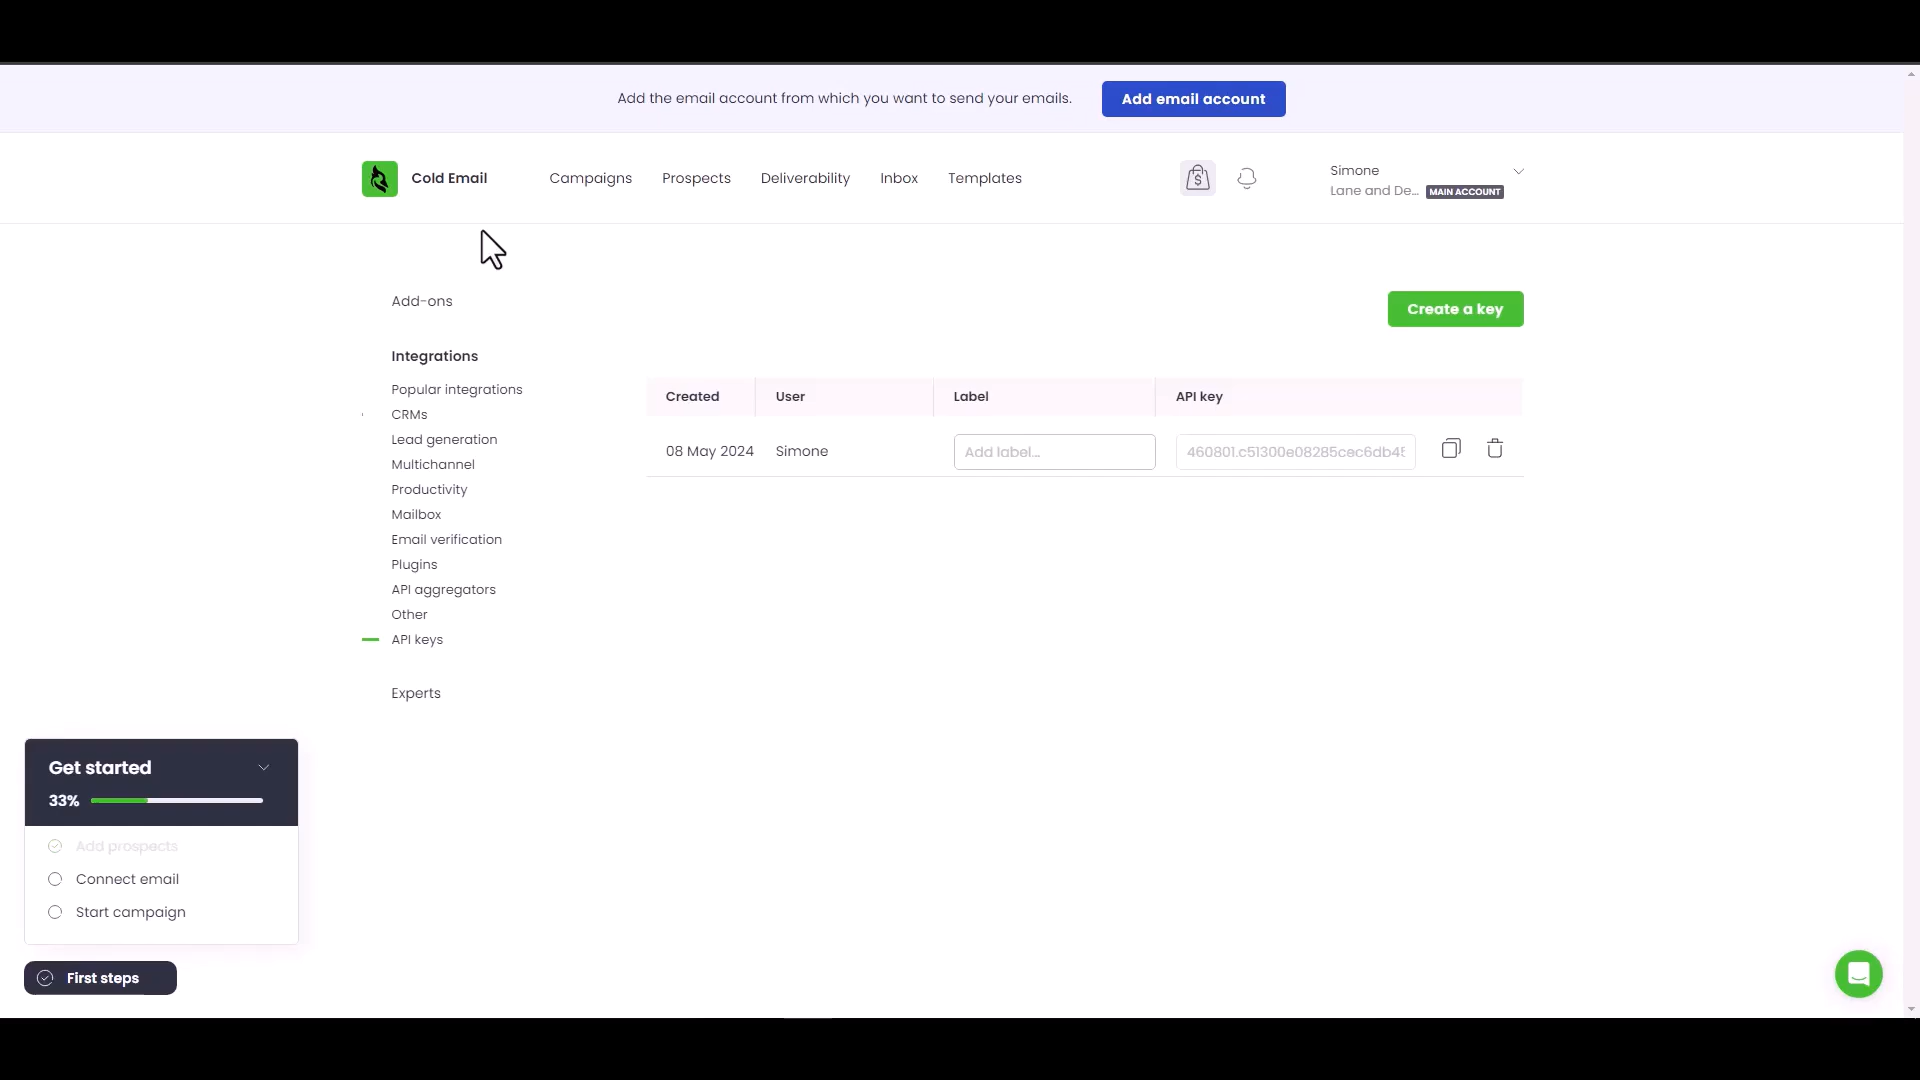 Add the email account from which you want to send your emails.
Add email account
Cold Email
Campaigns
Prospects
Deliverability
Inbox
Templates
Simone
Lane and De...
MAIN ACCOUNT
Add-ons
Create a key
Integrations
Popular integrations
CRMs
Lead generation
Multichannel
Productivity
Mailbox
Email verification
Plugins
API aggregators
Other
API keys
Experts
Created
User
Label
API key
08 May 2024
Simone
Add label...
460801.c51300e08285cec6db45
Get started
33%
Add prospects
Connect email
Start campaign
First steps